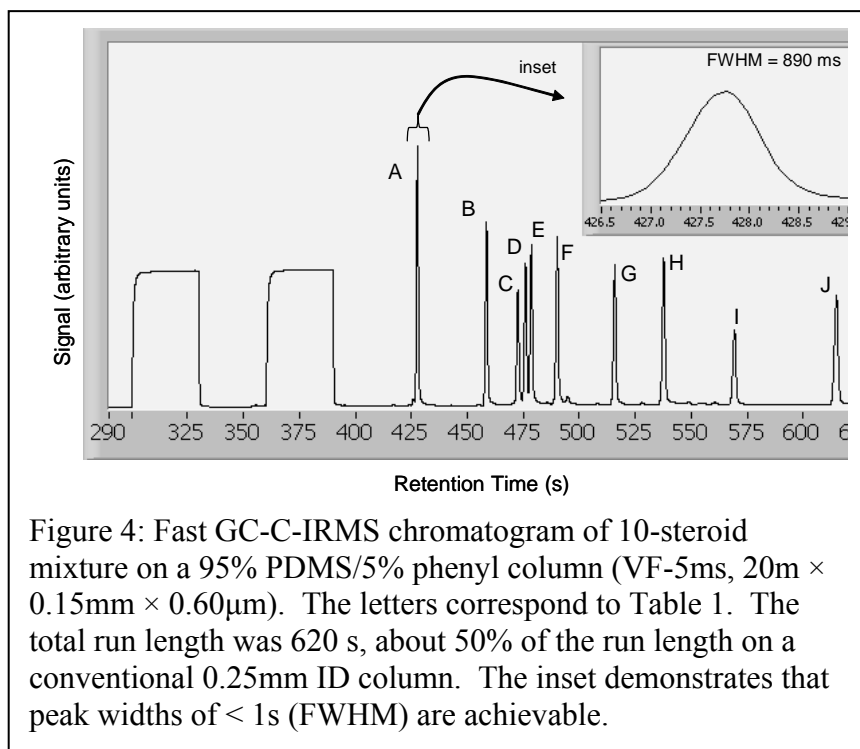 FWHM = 890 ms
inset
426.5 427.0 427.5 428.0 428.5 429
A
B
C
D
E
F
G
H
I
J
Signal (arbitrary units)
290 325 350 375 400 425 450 475 500 525 550 575 600 6
Retention Time (s)
Figure 4: Fast GC-C-IRMS chromatogram of 10-steroid
mixture on a 95% PDMS/5% phenyl column (VF-5ms, 20m ×
0.15mm × 0.60μm). The letters correspond to Table 1. The
total run length was 620 s, about 50% of the run length on a
conventional 0.25mm ID column. The inset demonstrates that
peak widths of < 1s (FWHM) are achievable.